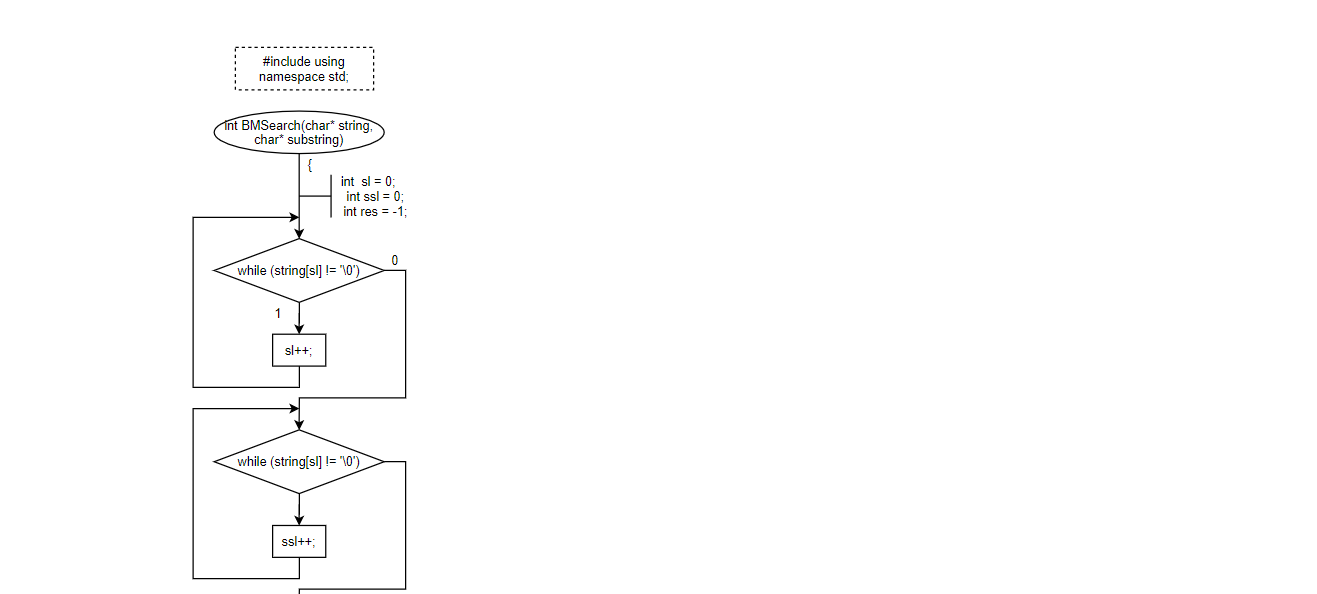 #include using
namespace std;
int BMSearch(char* string,
char* substring)
{
int sl = 0;
int ssl = 0;
int res = -1;
while (string[sl] != '\0')
0
1
sl++;
while (string[sl] != '\0')
ssl++;